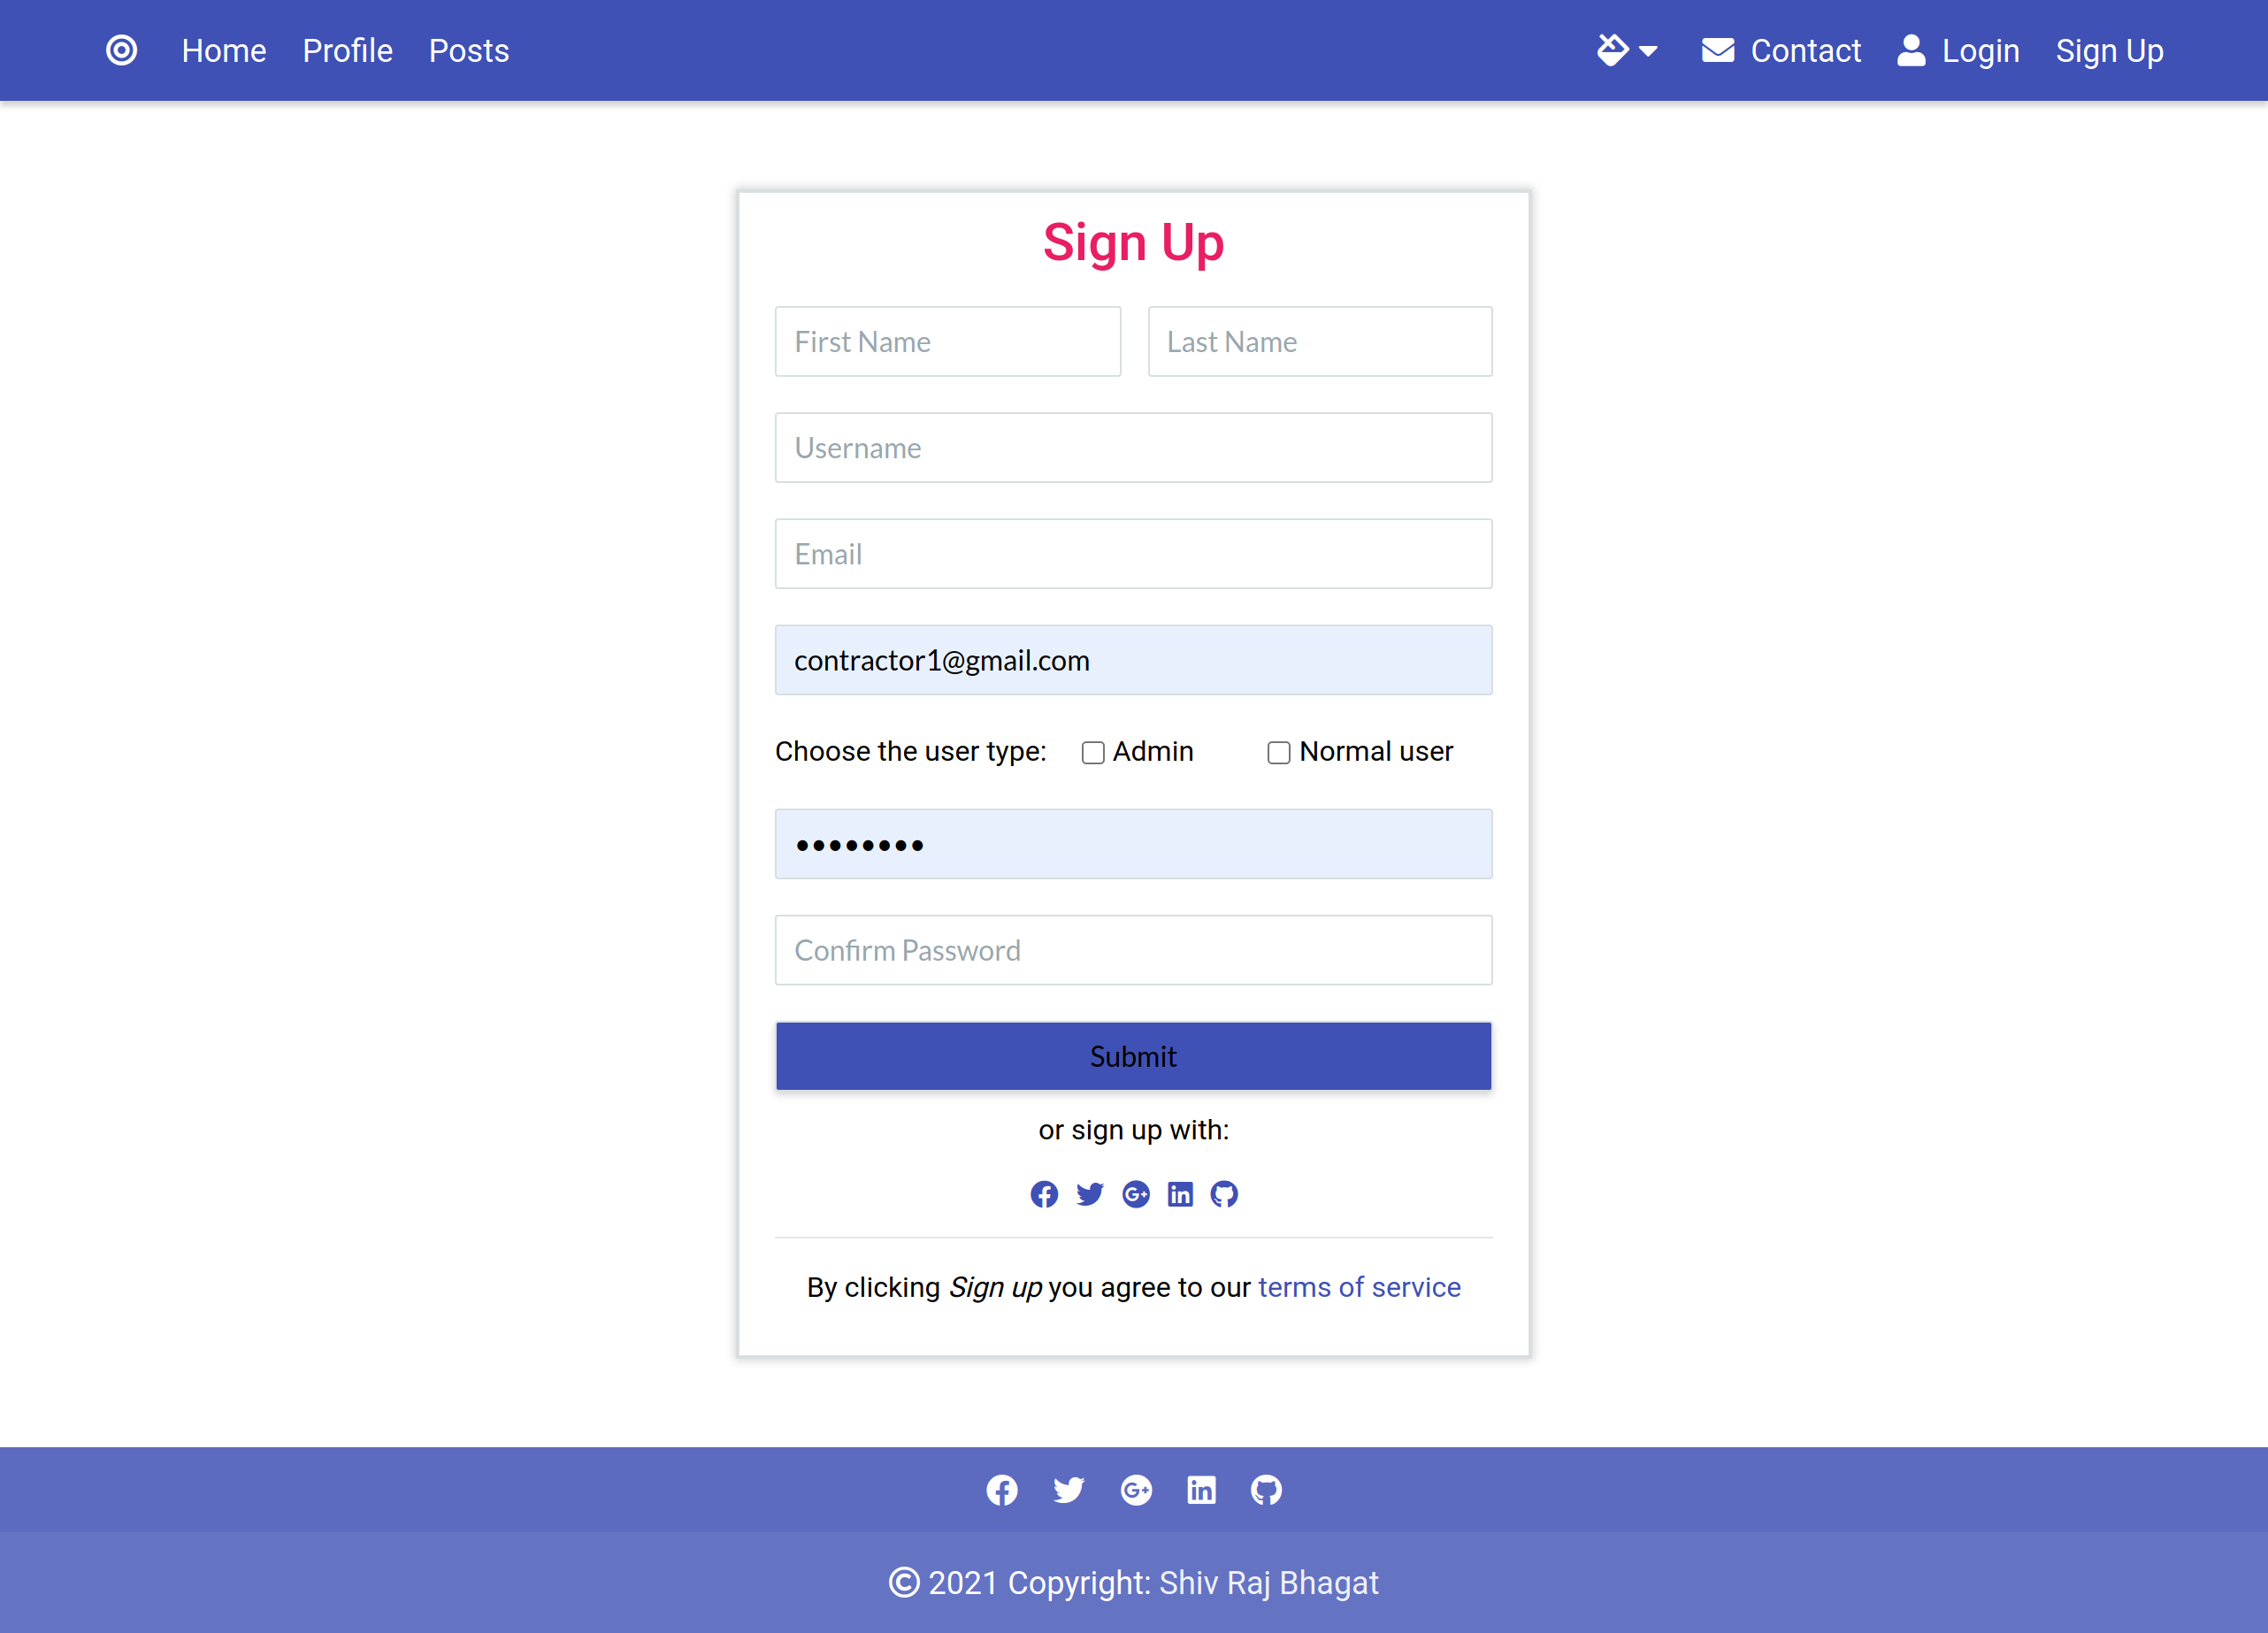 Home Profile Posts Contact Login Sign Up
Sign Up
First Name Last Name
Username
Email
contractor1@gmail.com
Choose the user type: Admin Normal user
••••••••
Confirm Password
Submit
or sign up with:
By clicking Sign up you agree to our terms of service
© 2021 Copyright: Shiv Raj Bhagat